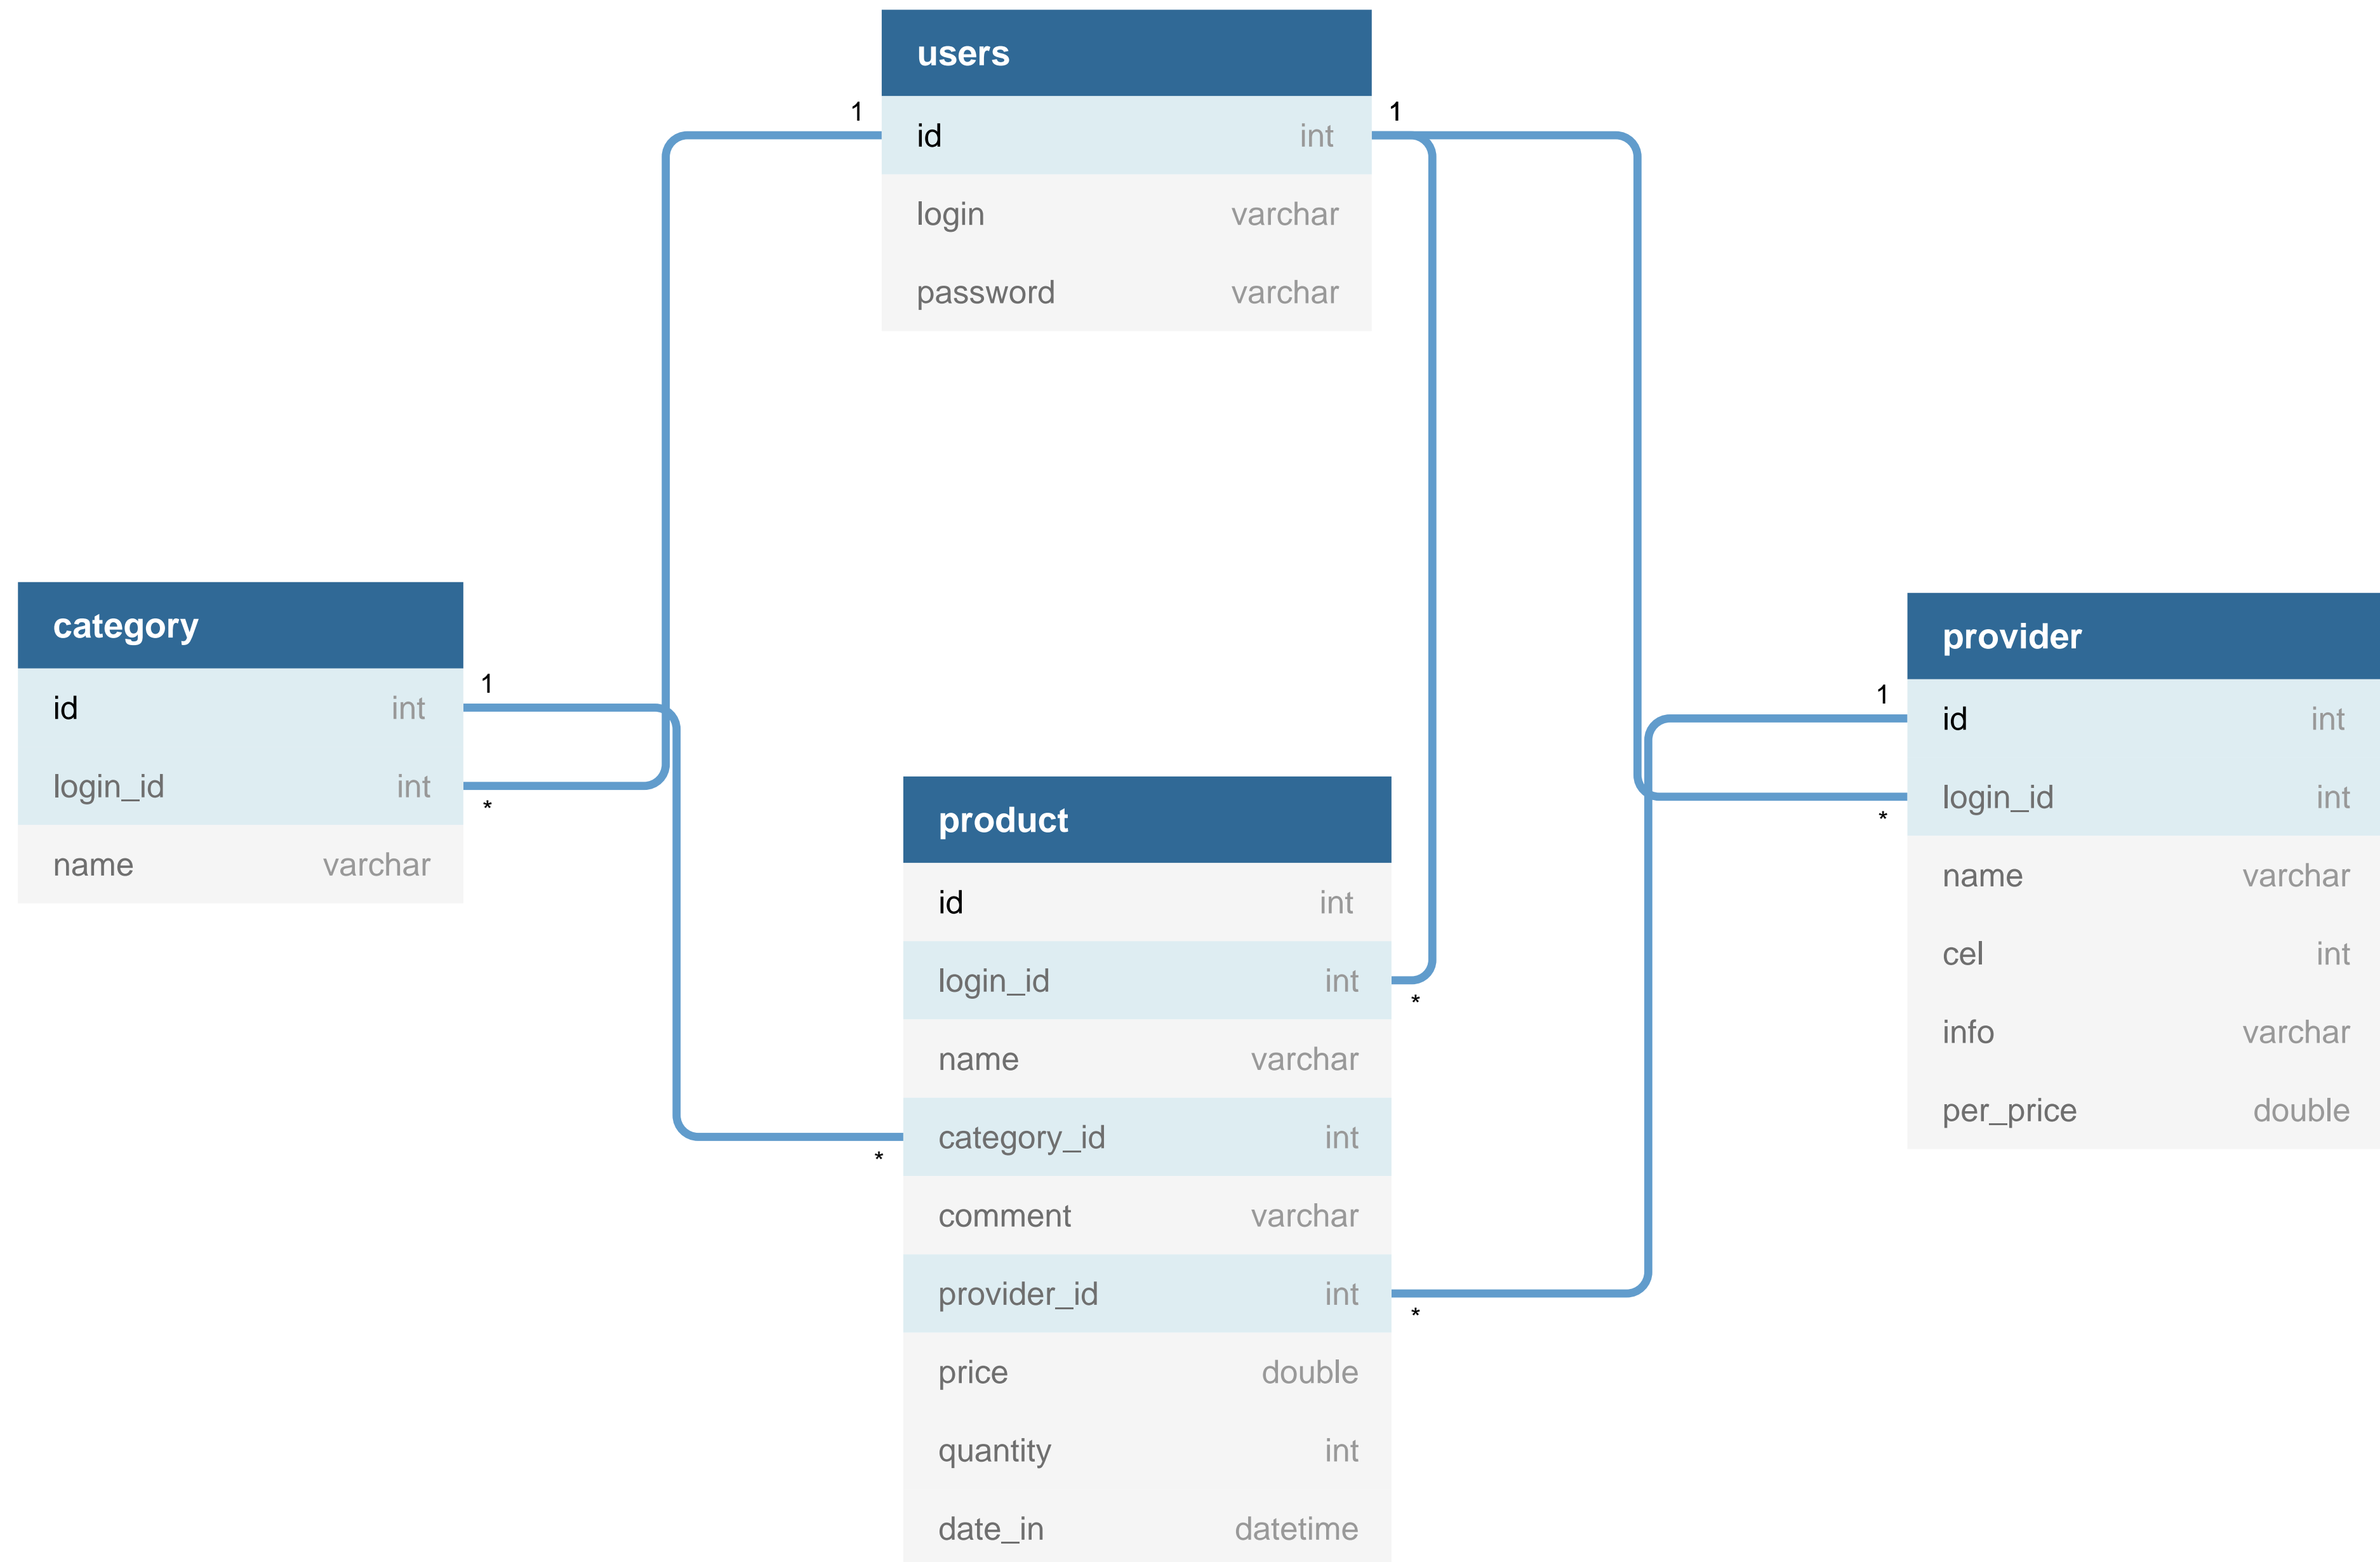 users
1
1
id int
login varchar
password varchar
category
1
id int
login_id int
*
name varchar
provider
1
id int
login_id int
*
name varchar
cel int
info varchar
per_price double
product
id int
login_id int
*
name varchar
category_id int
*
comment varchar
provider_id int
*
price double
quantity int
date_in datetime